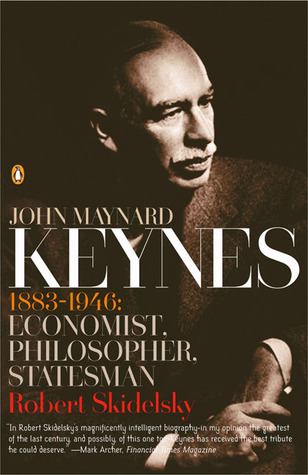 JOHN MAYNARD
KEYNES
1883-1946:
ECONOMIST,
PHILOSOPHER,
STATESMAN
Robert Skidelsky
"In Robert Skidelsky's magnificently intelligent biography-in my opinion the greatest
of the last century, and possibly, of this one too-Keynes has received the best tribute
he could deserve." —Mark Archer, Financial Times Magazine